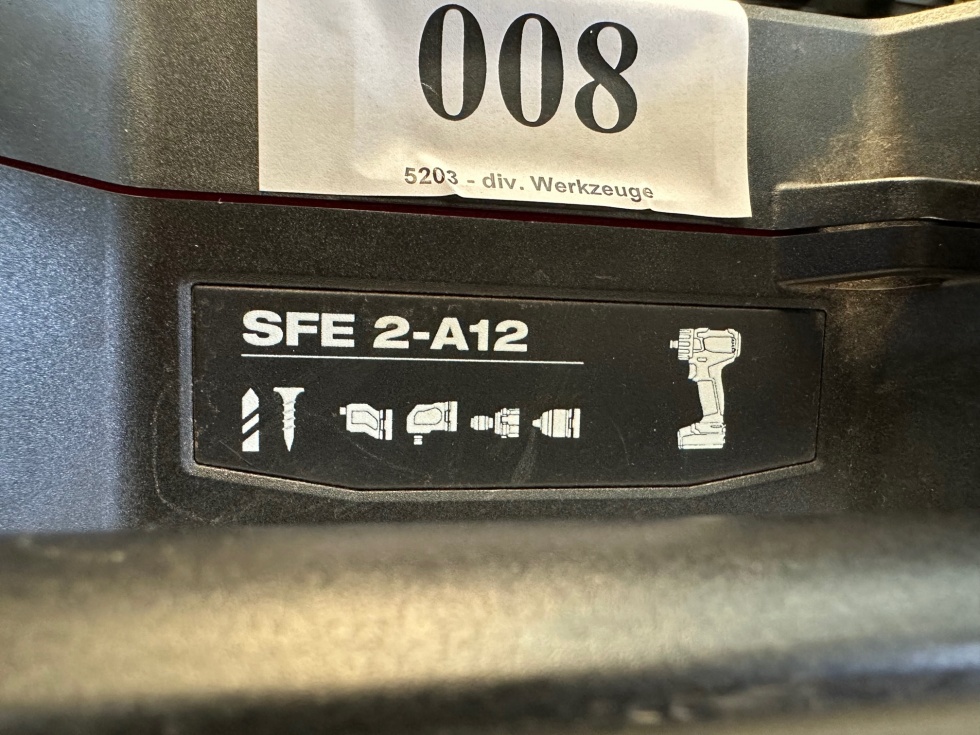 008
5203 - div. Werkzeuge
SFE 2-A12